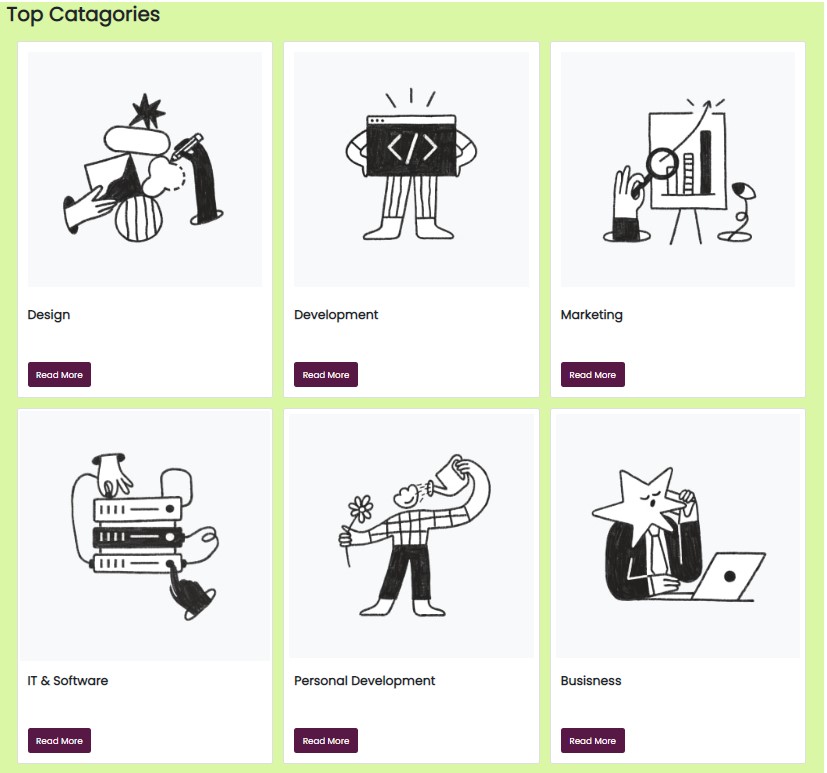 Top Catagories
Design
Development
Marketing
Read More
Read More
Read More
IT & Software
Personal Development
Busisness
Read More
Read More
Read More